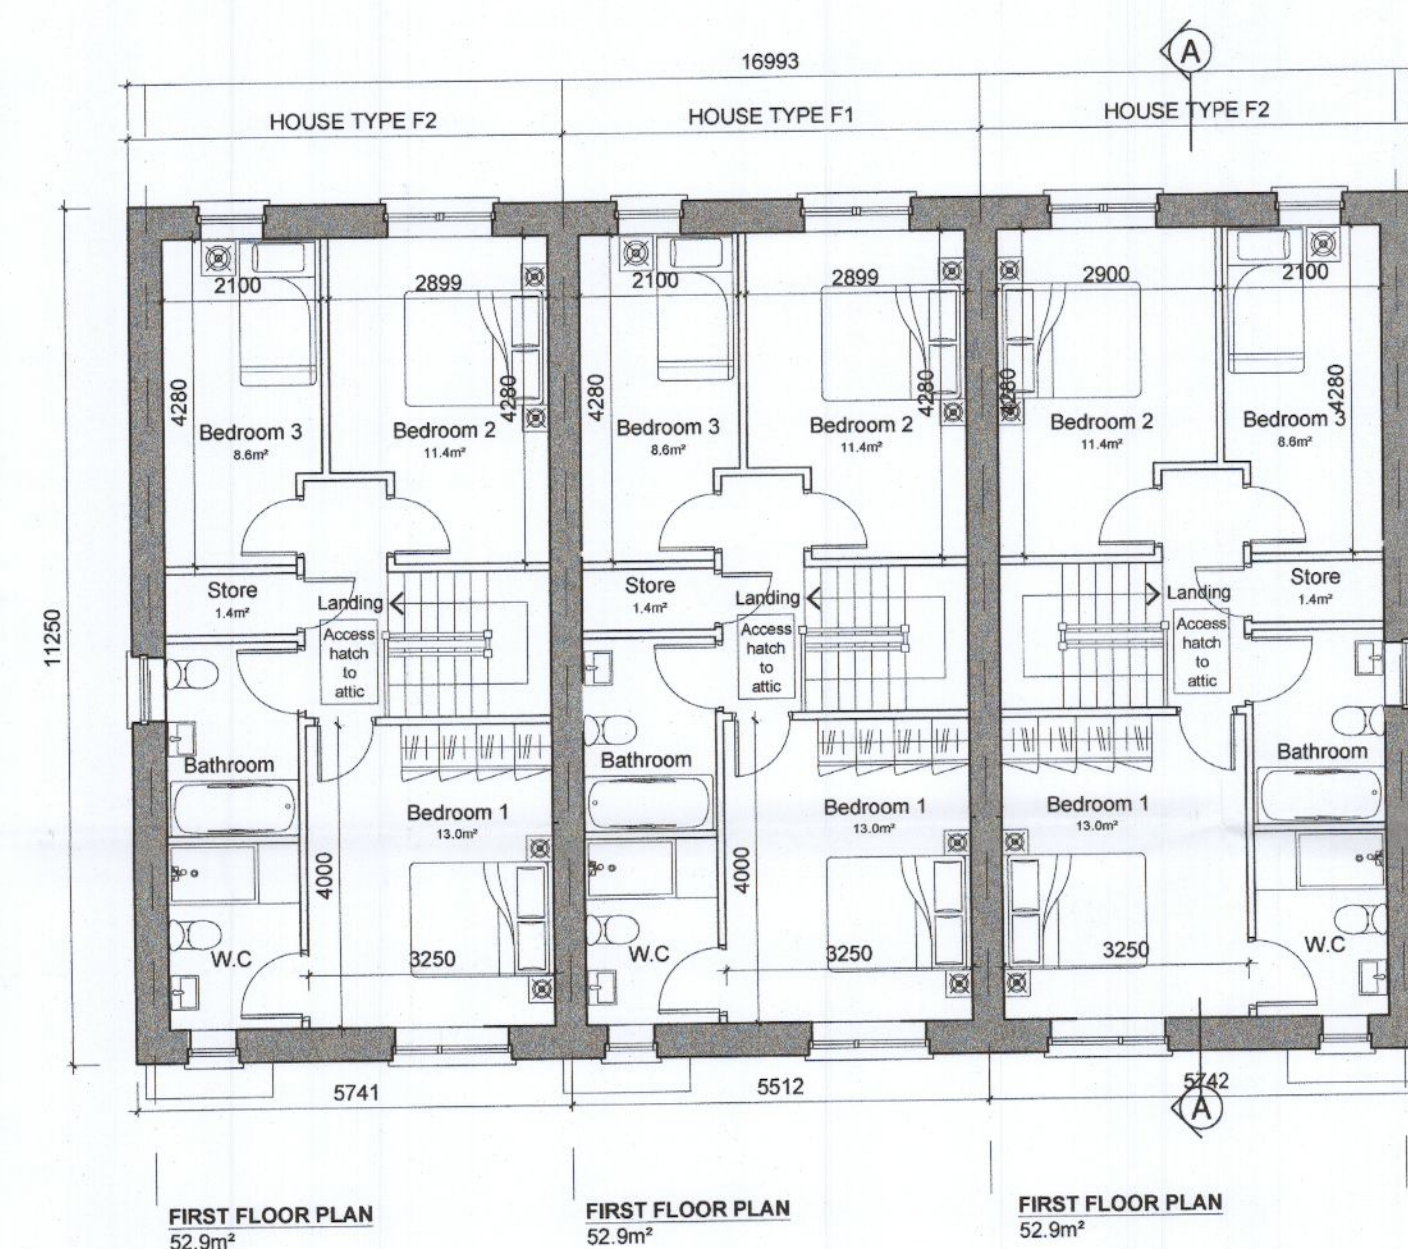 A
16993
HOUSE TYPE F2
HOUSE TYPE F1
HOUSE TYPE F2
2100
2899
2100
2899
2900
2100
4280
4280
4280
4280
4280
4280
Bedroom 3
8.6m²
Bedroom 2
11.4m²
Bedroom 3
8.6m²
Bedroom 2
11.4m²
Bedroom 2
11.4m²
Bedroom 3
8.6m²
11250
Store
1.4m²
Landing
Access
hatch
to
attic
Store
1.4m²
Landing
Access
hatch
to
attic
Landing
Access
hatch
to
attic
Store
1.4m²
Bathroom
Bedroom 1
13.0m²
Bathroom
Bedroom 1
13.0m²
Bedroom 1
13.0m²
Bathroom
4000
4000
W.C
3250
W.C
3250
3250
W.C
5741
5512
5742
A
FIRST FLOOR PLAN
52.9m²
FIRST FLOOR PLAN
52.9m²
FIRST FLOOR PLAN
52.9m²